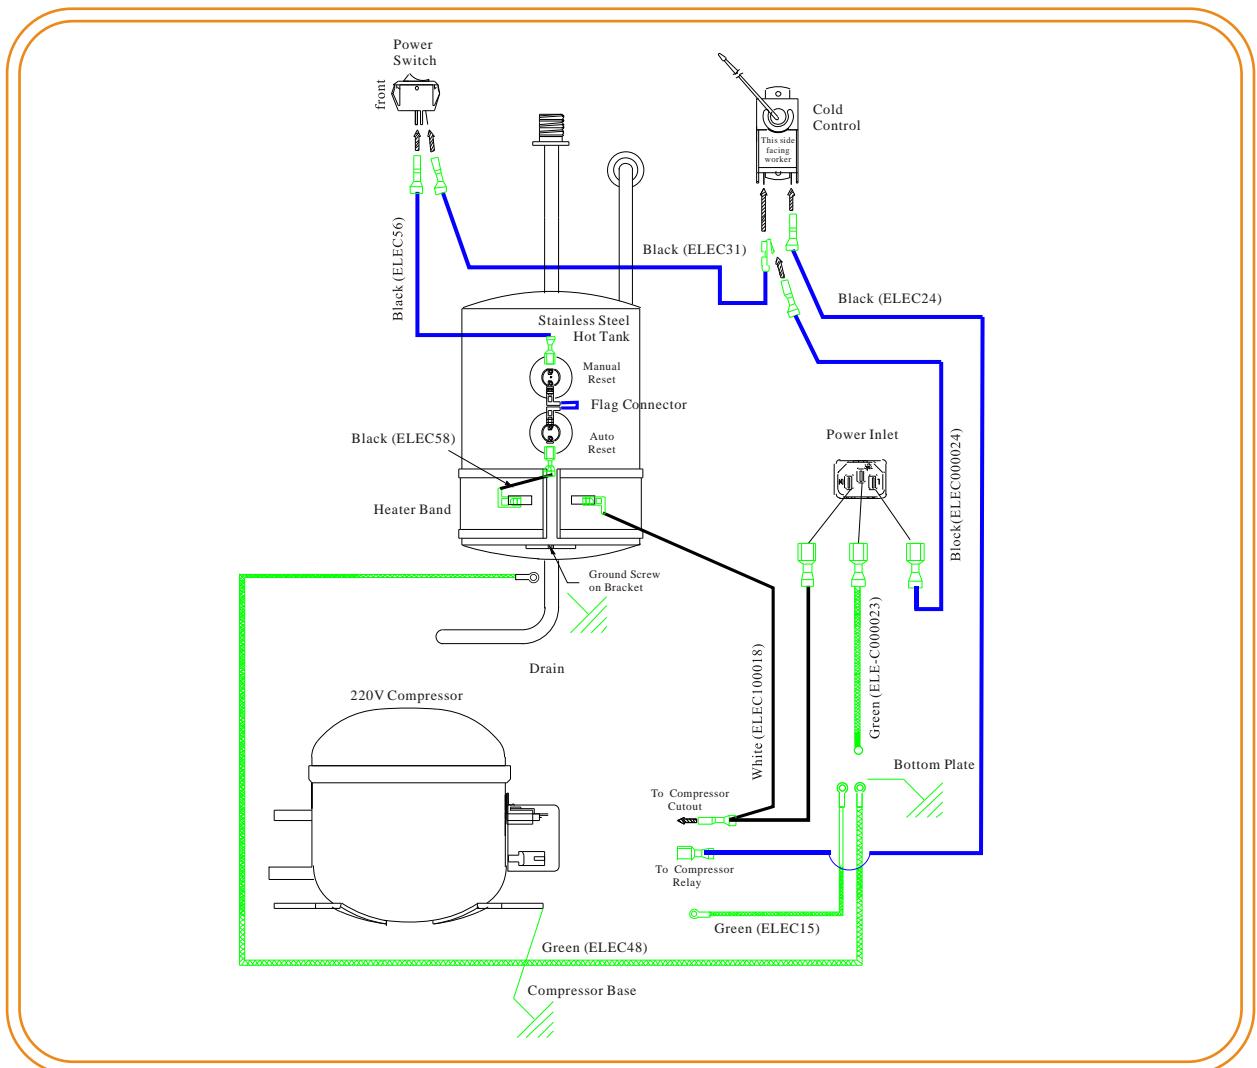 Power
Switch
front
Cold
Control
This side
facing
worker
Black (ELEC56)
Black (ELEC31)
Black (ELEC24)
Stainless Steel
Hot Tank
Manual
Reset
Flag Connector
Auto
Reset
Black (ELEC58)
Power Inlet
Block(ELEC000024)
Heater Band
Ground Screw
on Bracket
Green (ELE-C000023)
Drain
White (ELEC100018)
220V Compressor
Bottom Plate
To Compressor
Cutout
To Compressor
Relay
Green (ELEC15)
Green (ELEC48)
Compressor Base